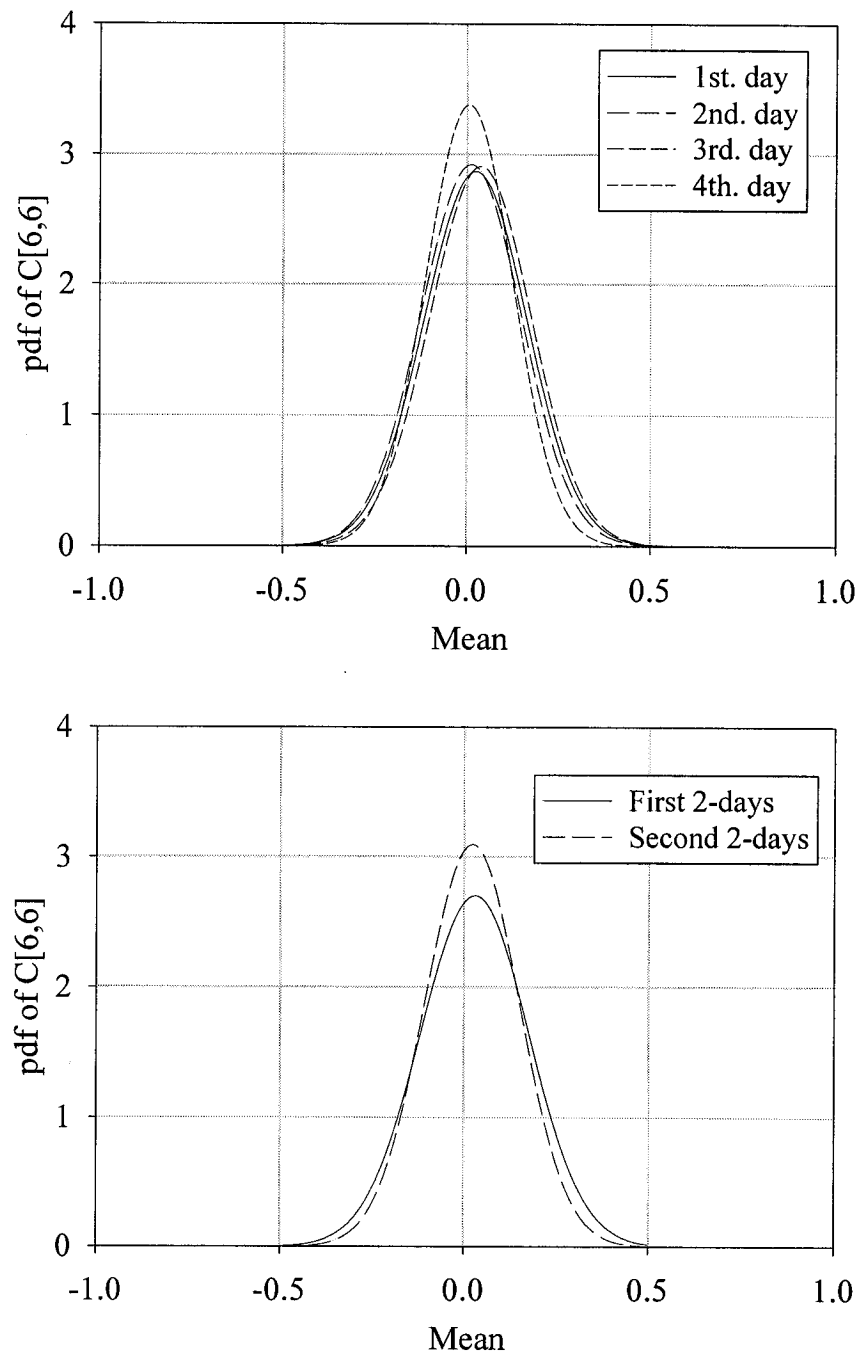 4
3
2
1
0
pdf of C[6,6]
1st. day
2nd. day
3rd. day
4th. day
-1.0 -0.5 0.0 0.5 1.0
Mean
4
3
2
1
0
pdf of C[6,6]
First 2-days
Second 2-days
-1.0 -0.5 0.0 0.5 1.0
Mean